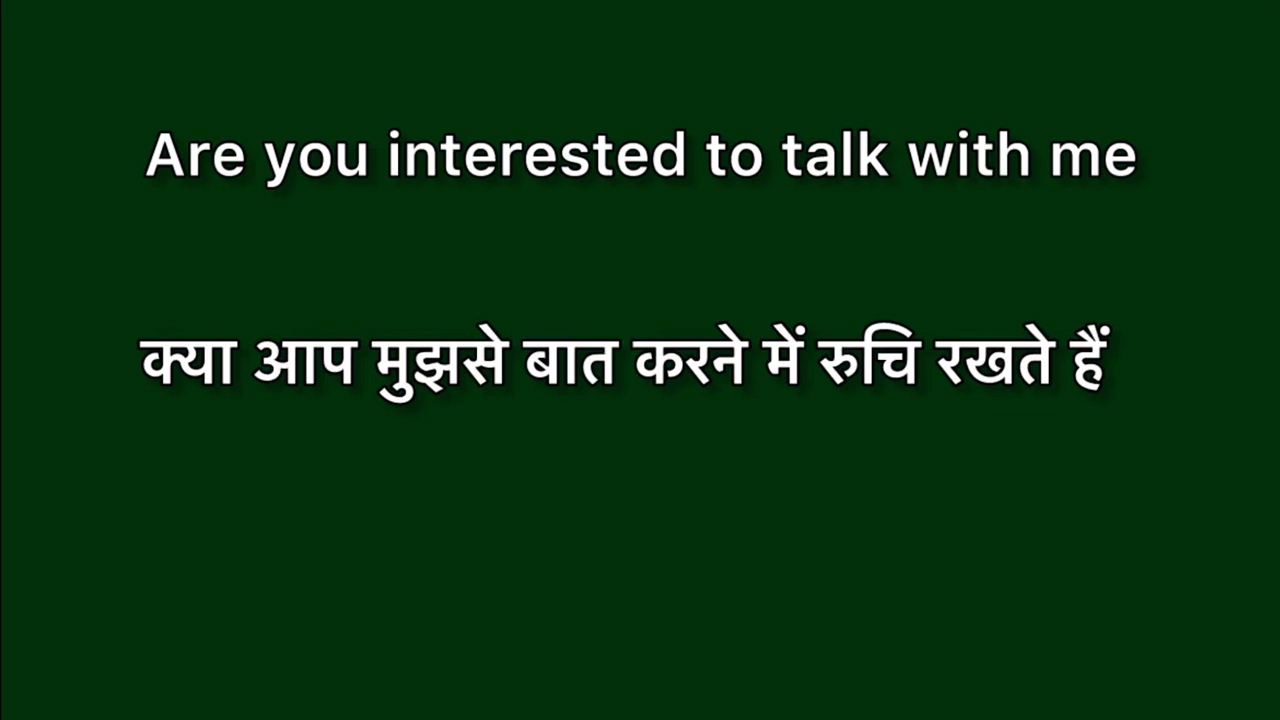 Are you interested to talk with me
क्या आप मुझसे बात करने में रुचि रखते हैं